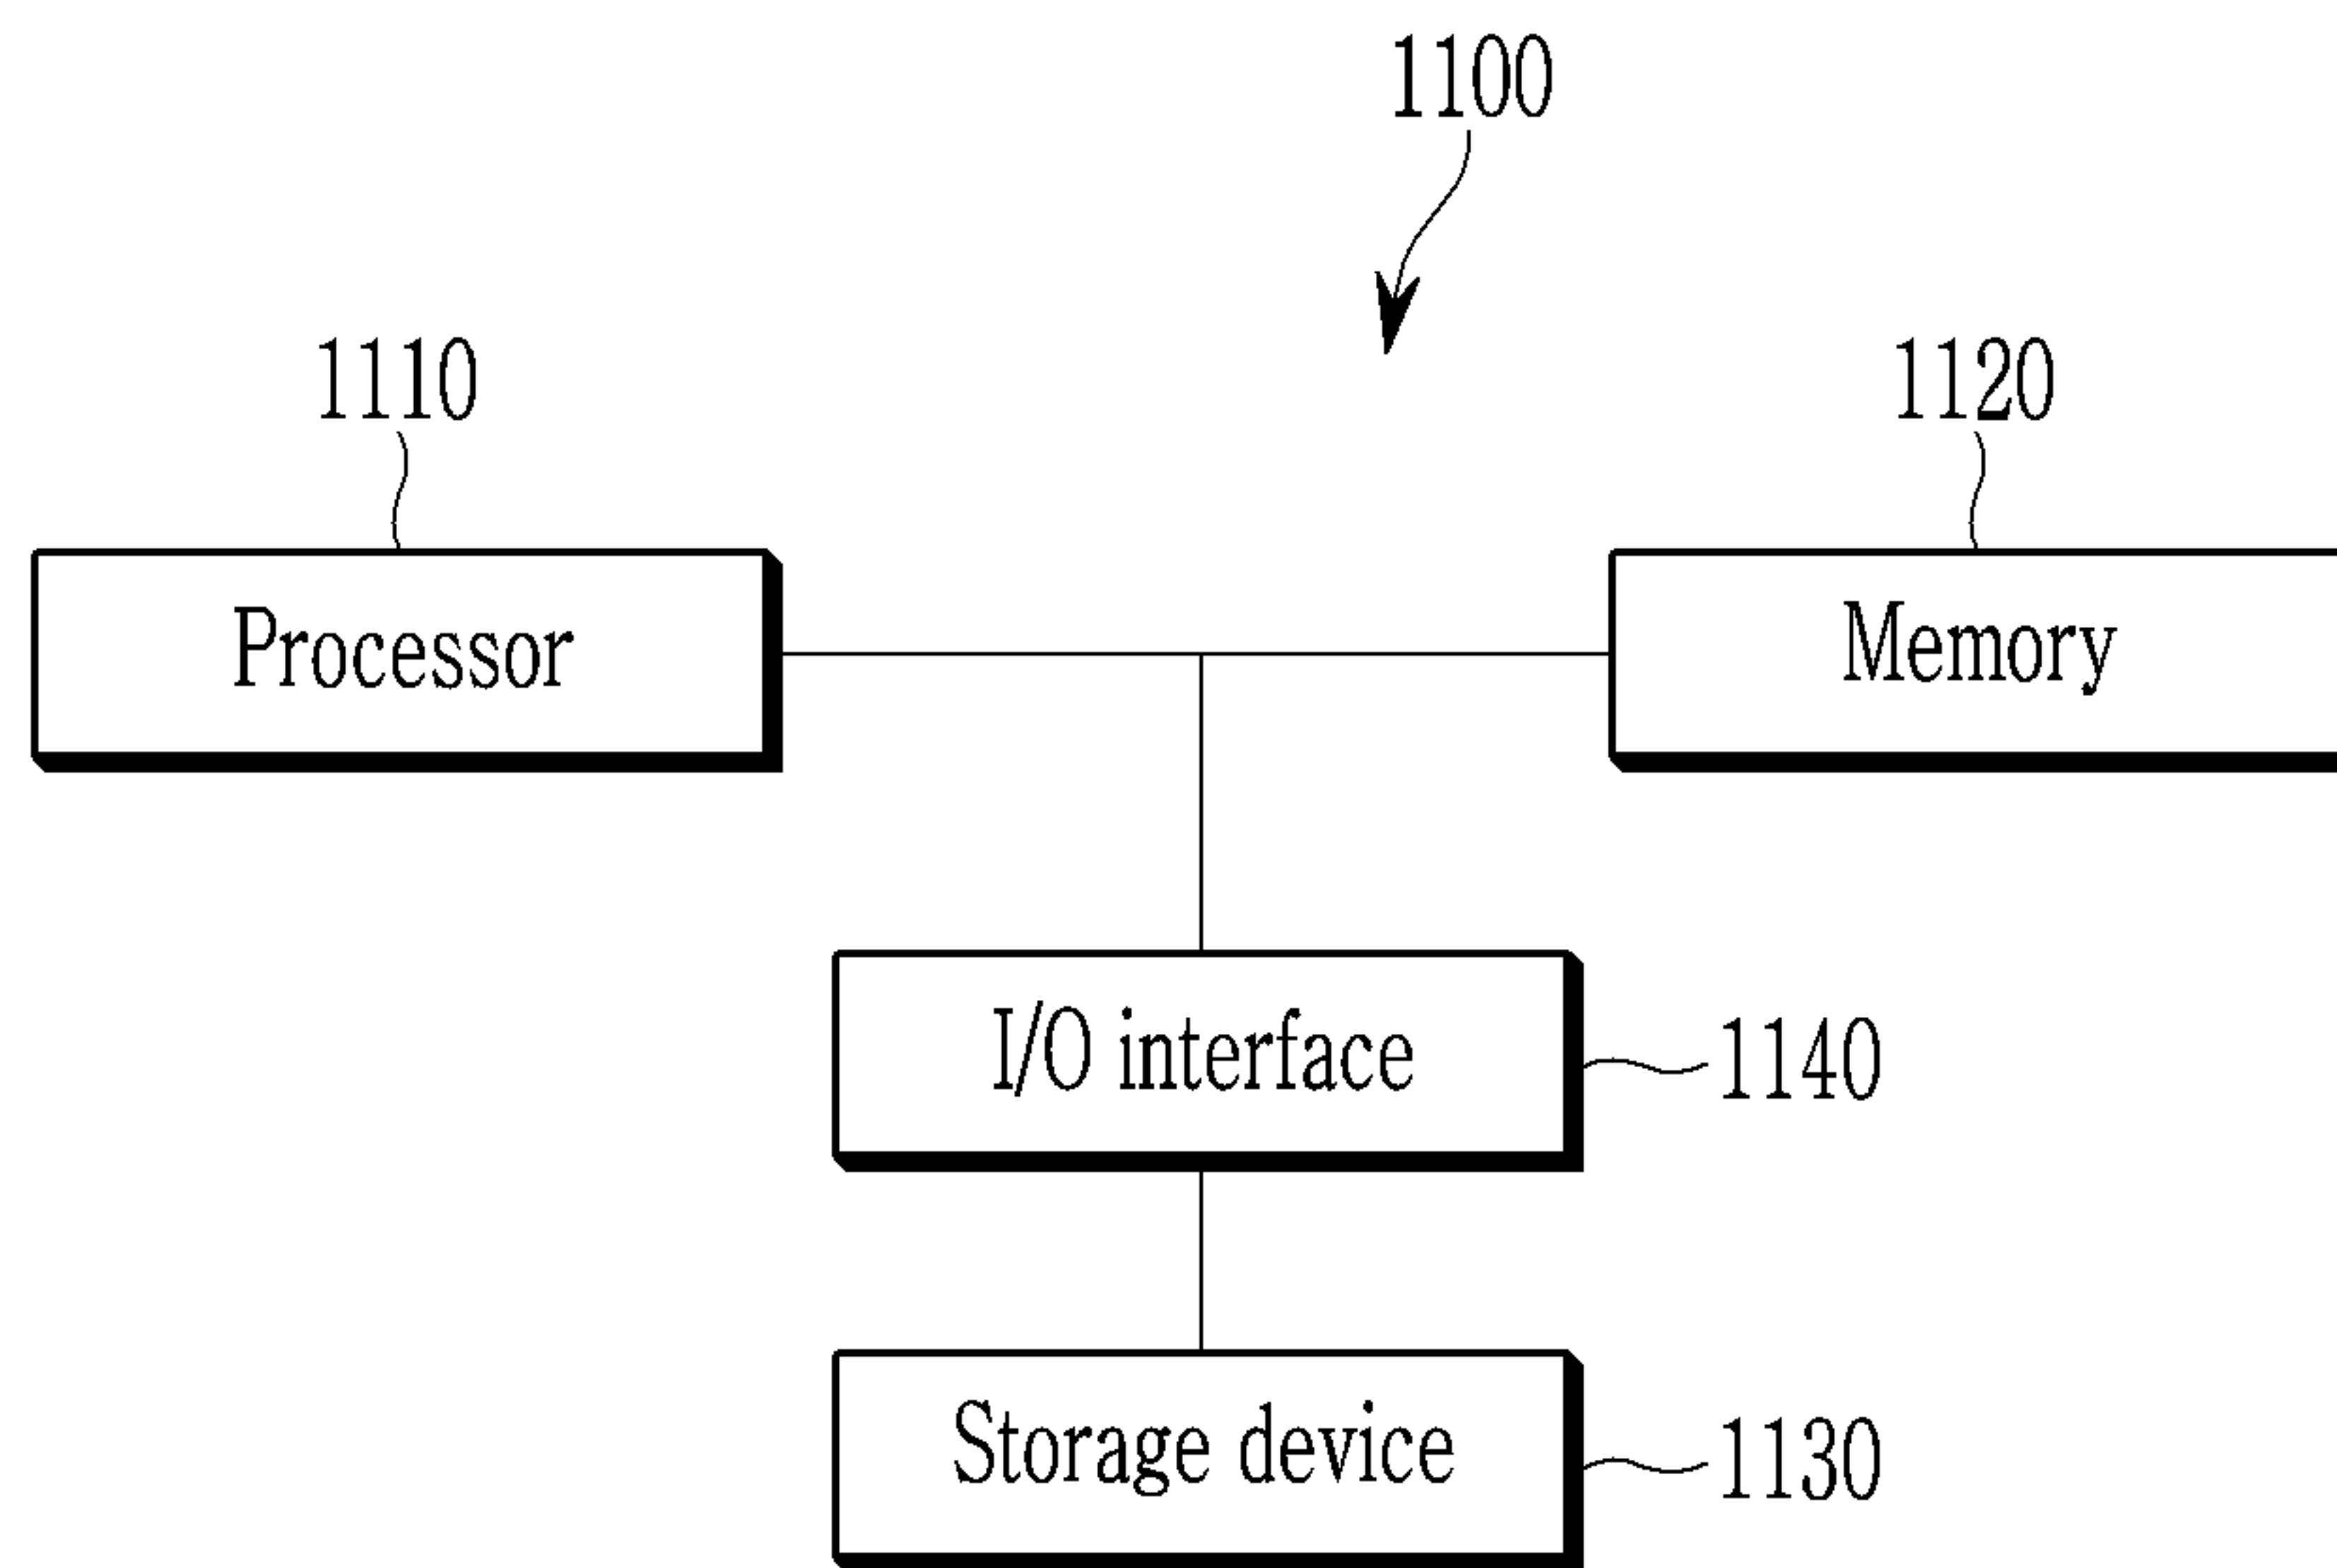 1100
1110
1120
Processor
Memory
I/O interface
1140
Storage device
1130